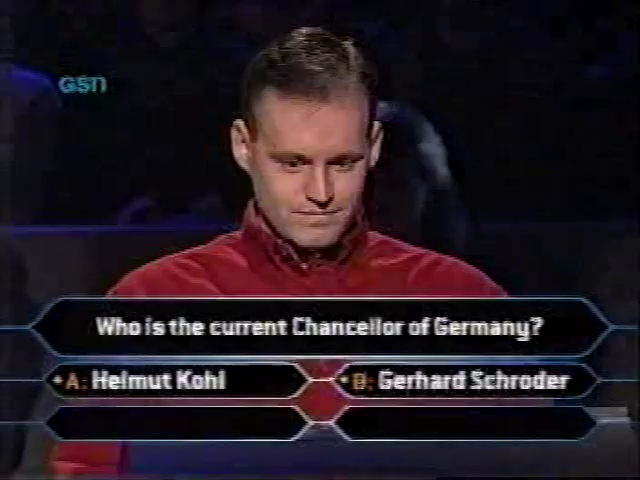 GSN
Who is the current Chancellor of Germany?
A: Helmut Kohl
B: Gerhard Schroder